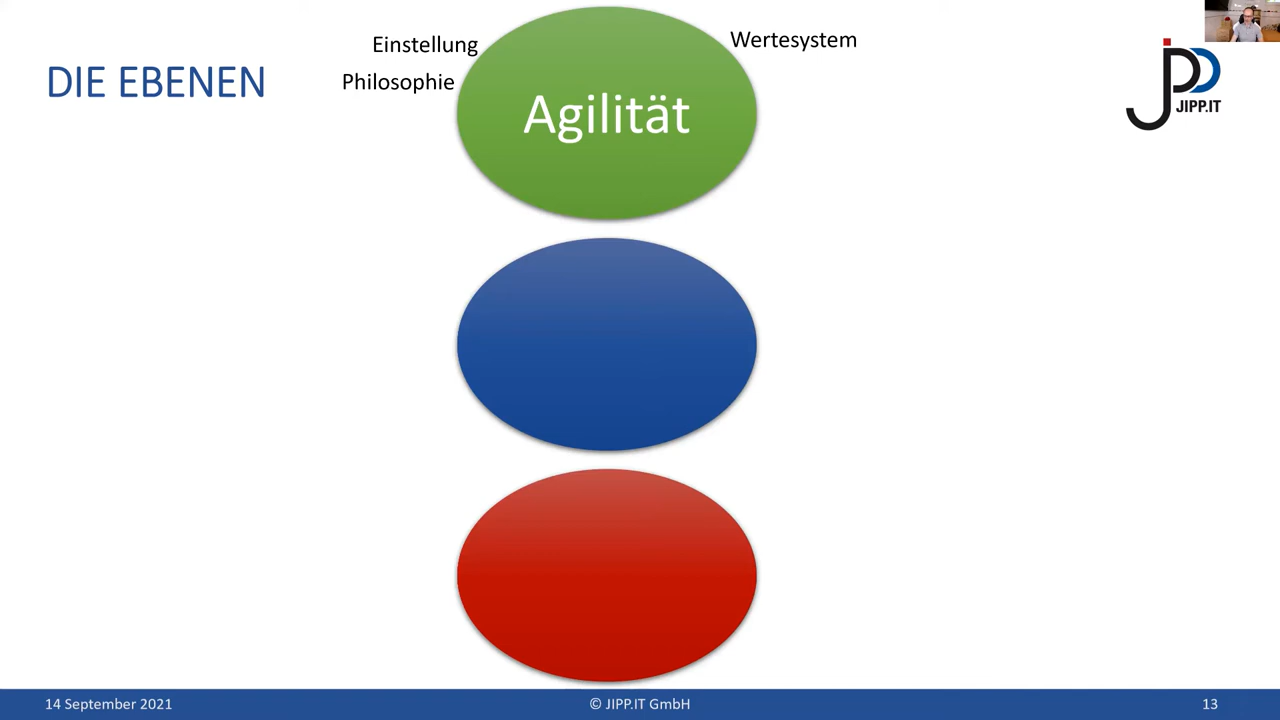 DIE EBENEN
Einstellung
Philosophie
Wertesystem
Agilität
JIPP.IT
14 September 2021
© JIPP.IT GmbH
13